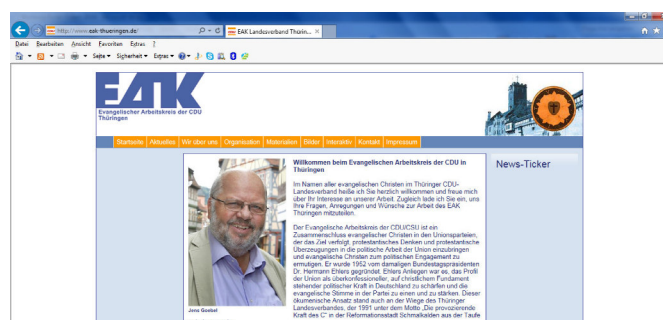 http://www.eak-thueringen.de/
EAK Landesverband Thürin...
Datei Bearbeiten Ansicht Favoriten Extras ?
Seite Sicherheit Extras
EAK
Evangelischer Arbeitskreis der CDU
Thüringen
Startseite Aktuelles Wir über uns Organisation Materialien Bilder Interaktiv Kontakt Impressum
Willkommen beim Evangelischen Arbeitskreis der CDU in
Thüringen
Im Namen aller evangelischen Christen im Thüringer CDU-
Landesverband heiße ich Sie herzlich willkommen und freue mich
über Ihr Interesse an unserer Arbeit. Zugleich lade ich Sie ein, uns
Ihre Fragen, Anregungen und Wünsche zur Arbeit des EAK
Thüringen mitzuteilen.
Der Evangelische Arbeitskreis der CDU/CSU ist ein
Zusammenschluss evangelischer Christen in den Unionsparteien,
der das Ziel verfolgt, protestantisches Denken und protestantische
Überzeugungen in die politische Arbeit der Union einzubringen
und evangelische Christen zum politischen Engagement zu
ermutigen. Er wurde 1952 vom damaligen Bundestagspräsidenten
Dr. Hermann Ehlers gegründet. Ehlers Anliegen war es, das Profil
der Union als überkonfessioneller, auf christlichem Fundament
stehender politischer Kraft in Deutschland zu schärfen und die
evangelische Stimme in der Partei zu einen und zu stärken. Dieser
ökumenische Ansatz stand auch an der Wiege des Thüringer
Landesverbandes, der 1991 unter dem Motto „Die provozierende
Kraft des C" in der Reformationsstadt Schmalkalden aus der Taufe
Jens Goebel
News-Ticker